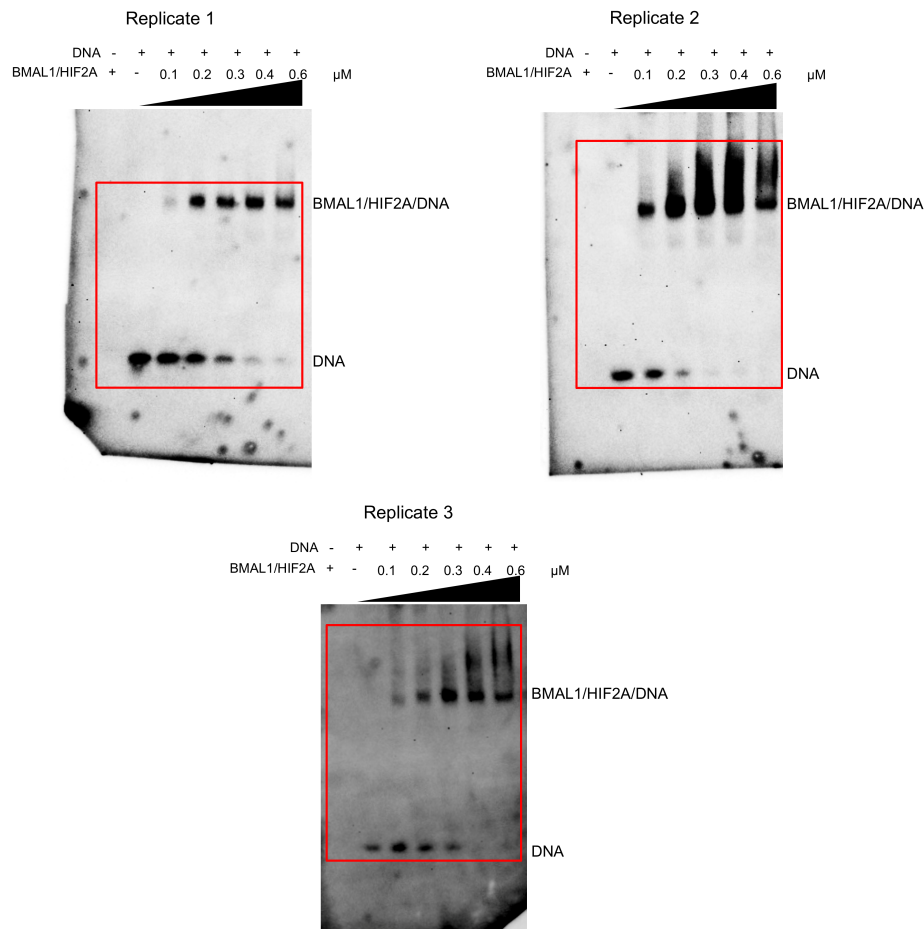 Replicate 1
DNA - + + + + + +
BMAL1/HIF2A + - 0.1 0.2 0.3 0.4 0.6 µM
BMAL1/HIF2A/DNA
DNA
Replicate 2
DNA - + + + + + +
BMAL1/HIF2A + - 0.1 0.2 0.3 0.4 0.6 µM
BMAL1/HIF2A/DNA
DNA
Replicate 3
DNA - + + + + + +
BMAL1/HIF2A + - 0.1 0.2 0.3 0.4 0.6 µM
BMAL1/HIF2A/DNA
DNA